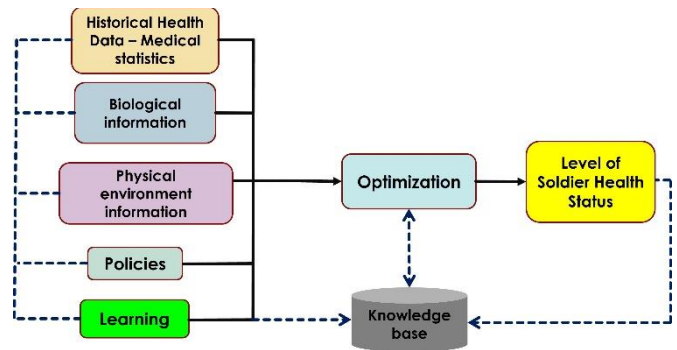 Historical Health
Data – Medical
statistics
Biological
information
Physical
environment
information
Policies
Learning
Optimization
Level of
Soldier Health
Status
Knowledge
base